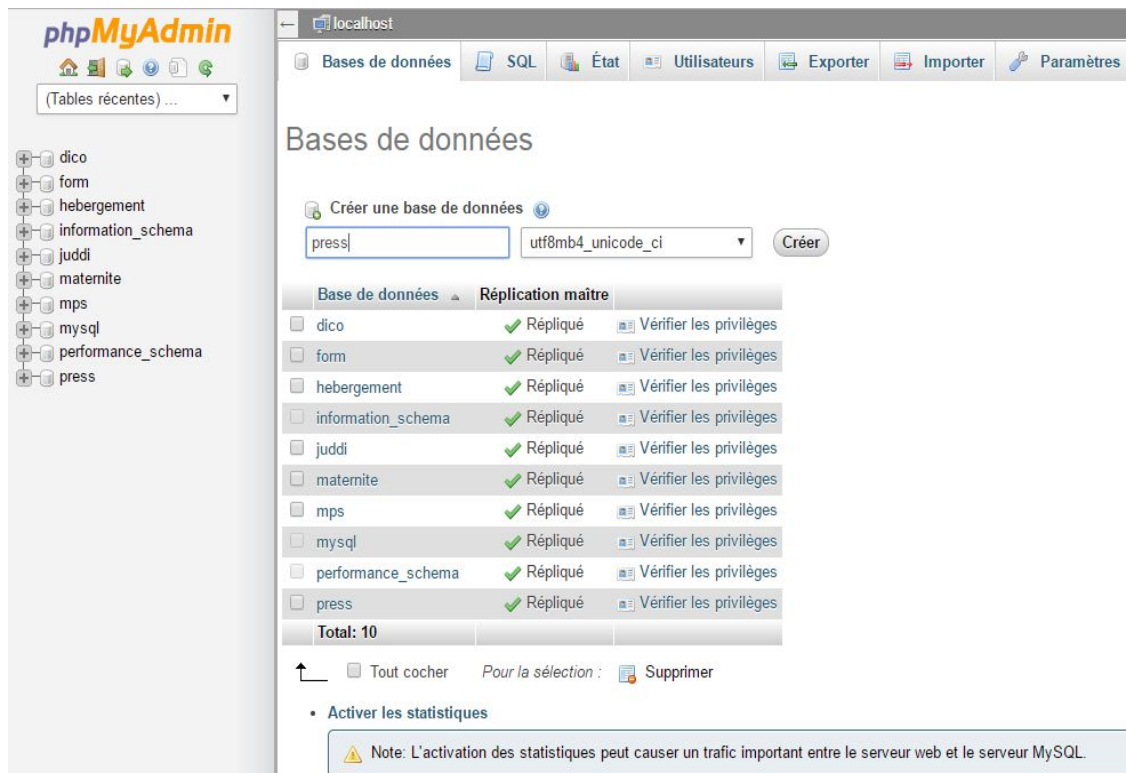 phpMyAdmin
(Tables récentes) ...
dico
form
hebergement
information_schema
juddi
maternite
mps
mysql
performance_schema
press
localhost
Bases de données SQL État Utilisateurs Exporter Importer Paramètres
Bases de données
Créer une base de données
press utf8mb4_unicode_ci Créer
Base de données Réplication maître
dico Répliqué Vérifier les privilèges
form Répliqué Vérifier les privilèges
hebergement Répliqué Vérifier les privilèges
information_schema Répliqué Vérifier les privilèges
juddi Répliqué Vérifier les privilèges
maternite Répliqué Vérifier les privilèges
mps Répliqué Vérifier les privilèges
mysql Répliqué Vérifier les privilèges
performance_schema Répliqué Vérifier les privilèges
press Répliqué Vérifier les privilèges
Total: 10
Tout cocher Pour la sélection : Supprimer
• Activer les statistiques
Note: L'activation des statistiques peut causer un trafic important entre le serveur web et le serveur MySQL.